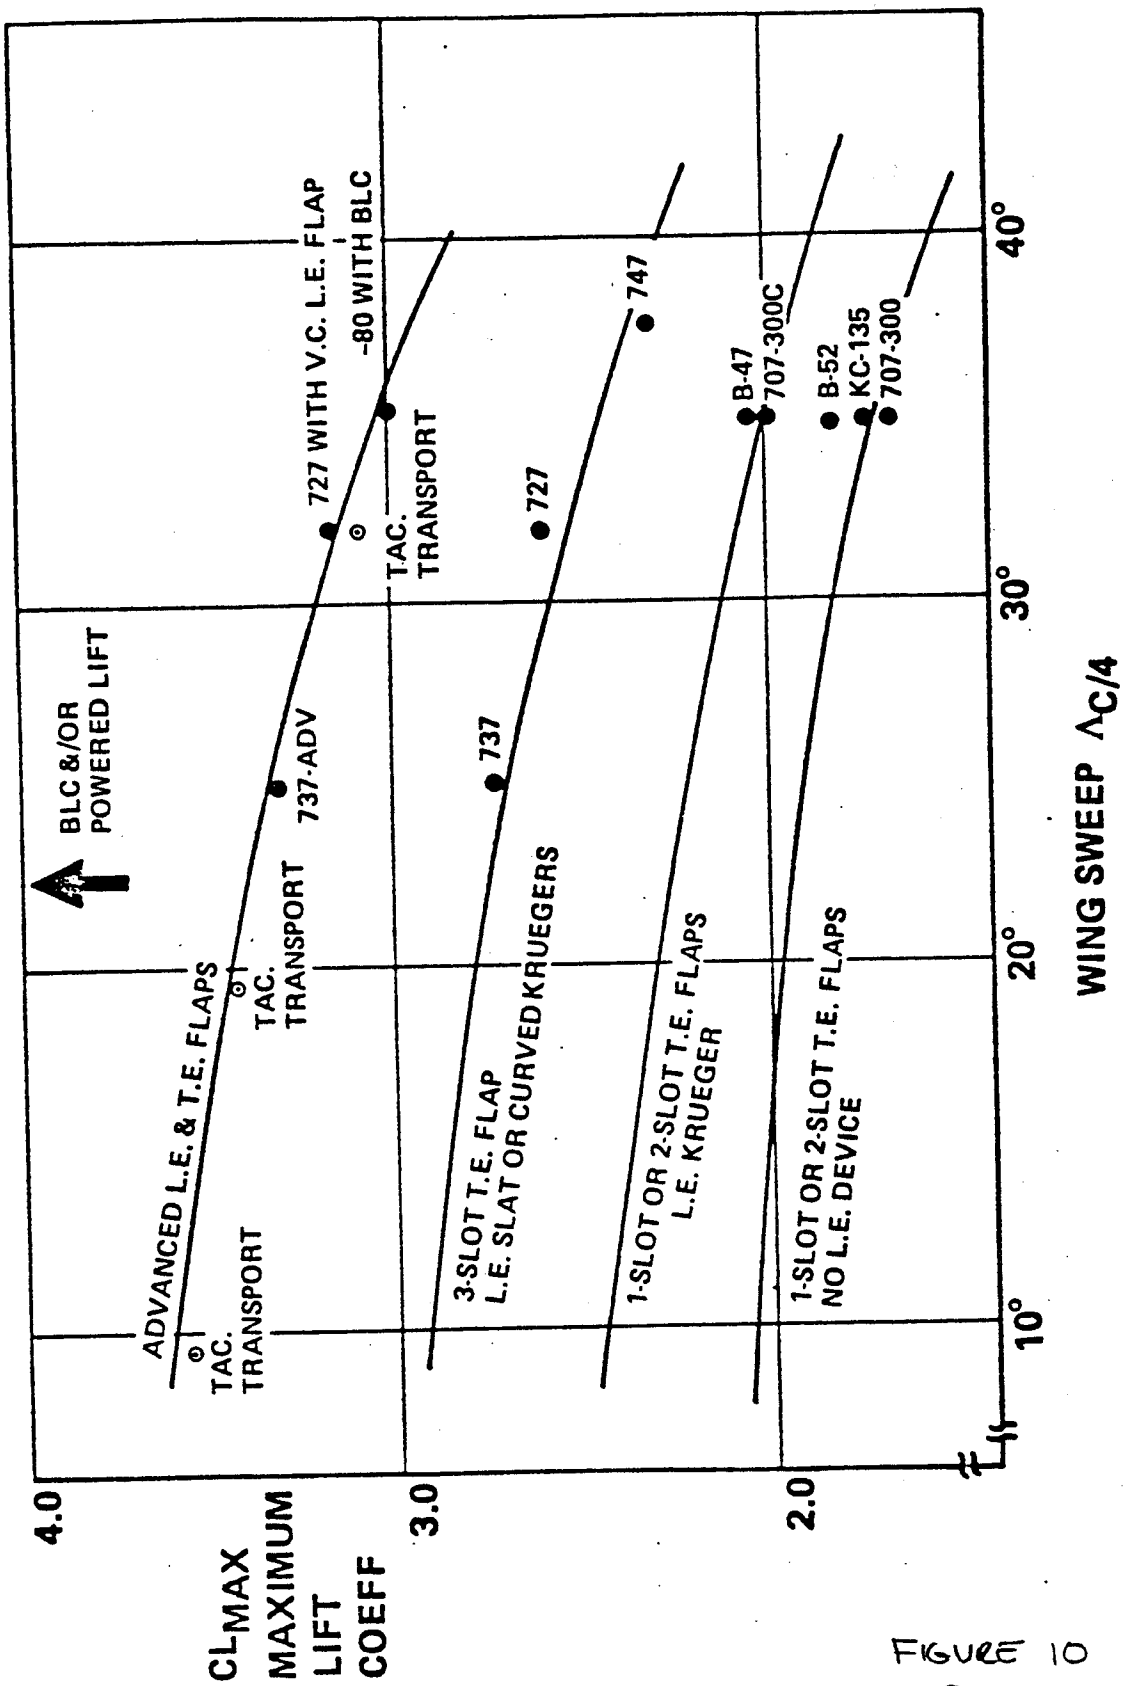 CLMAX
MAXIMUM
LIFT
COEFF
4.0
3.0
2.0
BLC &/OR
POWERED LIFT
ADVANCED L.E. & T.E. FLAPS
TAC.
TRANSPORT
TAC.
TRANSPORT
737-ADV
727 WITH V.C. L.E. FLAP
-80 WITH BLC
TAC.
TRANSPORT
3-SLOT T.E. FLAP
L.E. SLAT OR CURVED KRUEGERS
737
727
747
1-SLOT OR 2-SLOT T.E. FLAPS
L.E. KRUEGER
B-47
707-300C
1-SLOT OR 2-SLOT T.E. FLAPS
NO L.E. DEVICE
B-52
KC-135
707-300
10°
20°
30°
40°
WING SWEEP ΛC/4
FIGURE 10